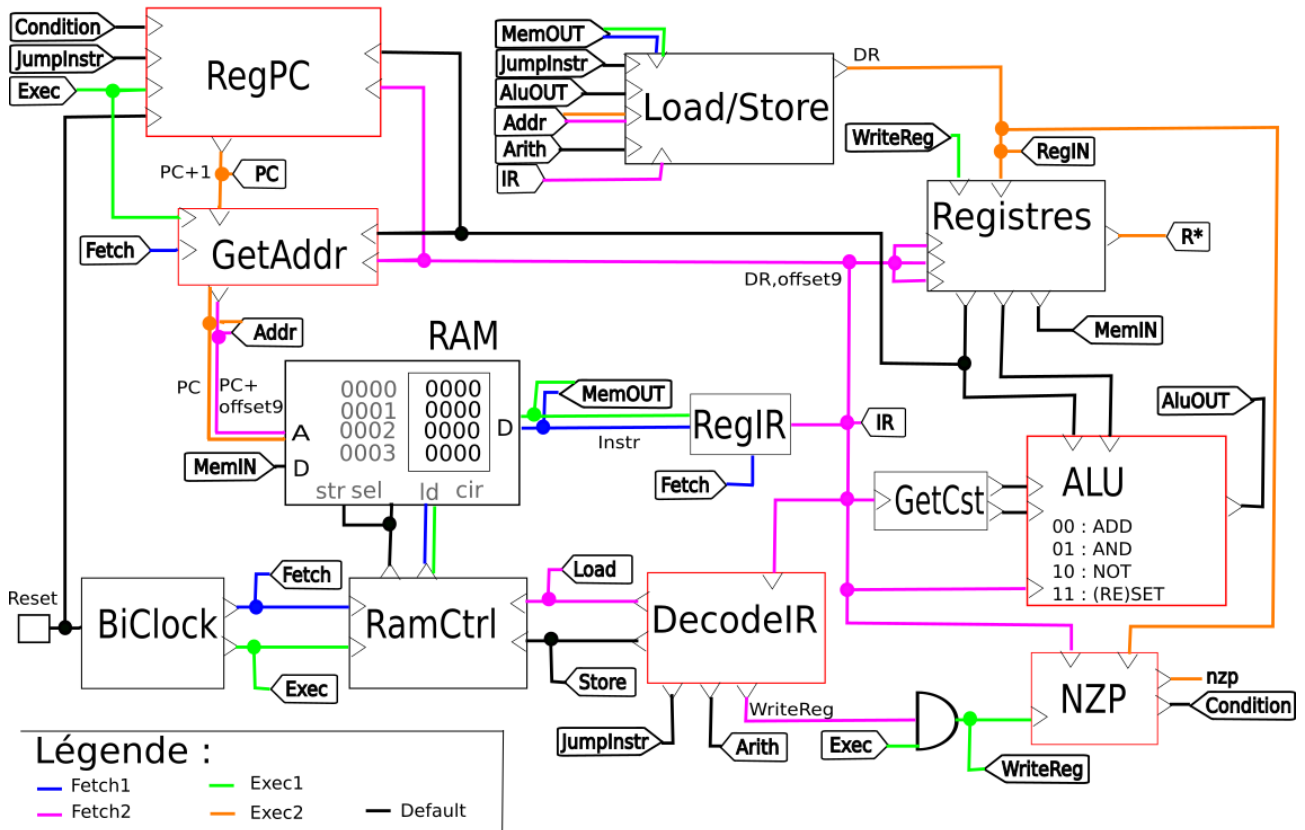 Condition
JumpInstr
Exec
RegPC
PC+1
PC
MemOUT
JumpInstr
AluOUT
Addr
Arith
IR
Load/Store
DR
WriteReg
RegIN
Registres
R*
MemIN
Fetch
GetAddr
DR,offset9
Addr
RAM
PC
PC+
offset9
0000 0000
0001 0000
0002 0000
0003 0000
A
D
D
MemIN
str sel ld cir
MemOUT
Instr
RegIR
Fetch
IR
AluOUT
GetCst
ALU
00 : ADD
01 : AND
10 : NOT
11 : (RE)SET
Reset
BiClock
Fetch
Exec
RamCtrl
Load
Store
DecodeIR
JumpInstr
Arith
WriteReg
Exec
WriteReg
NZP
nzp
Condition
Légende :
Fetch1
Fetch2
Exec1
Exec2
Default